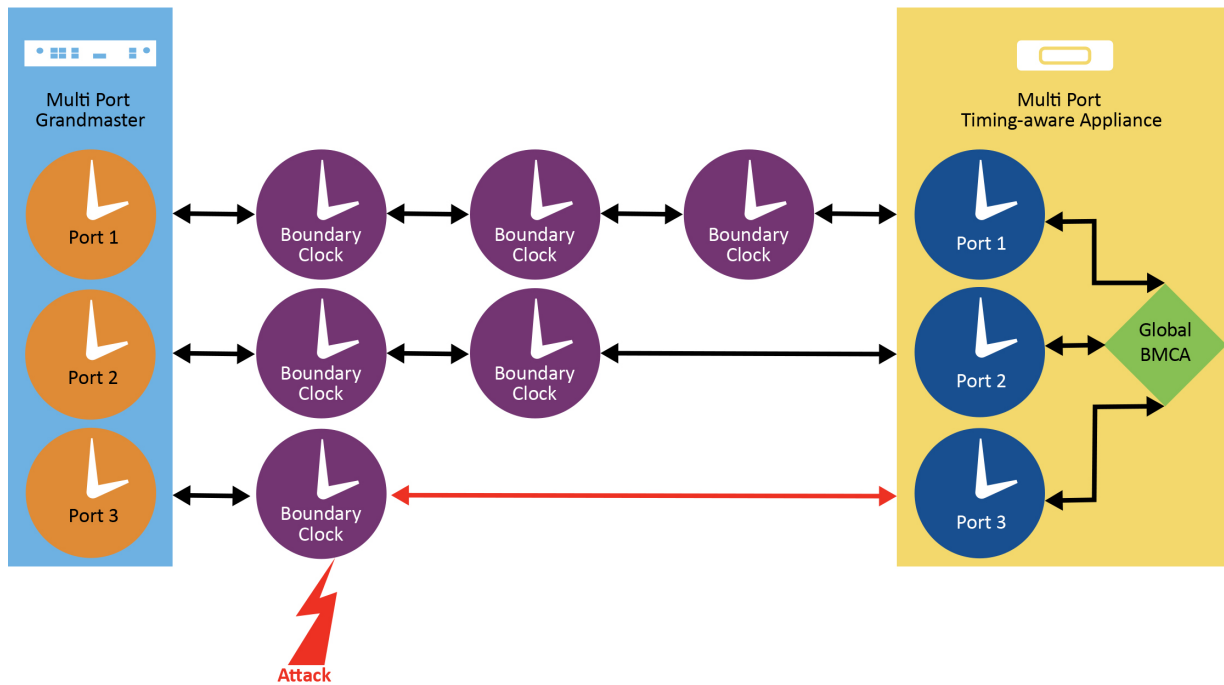 Multi Port
Grandmaster
Multi Port
Timing-aware Appliance
Port 1
Boundary
Clock
Boundary
Clock
Boundary
Clock
Port 1
Port 2
Boundary
Clock
Boundary
Clock
Port 2
Global
BMCA
Port 3
Boundary
Clock
Port 3
Attack